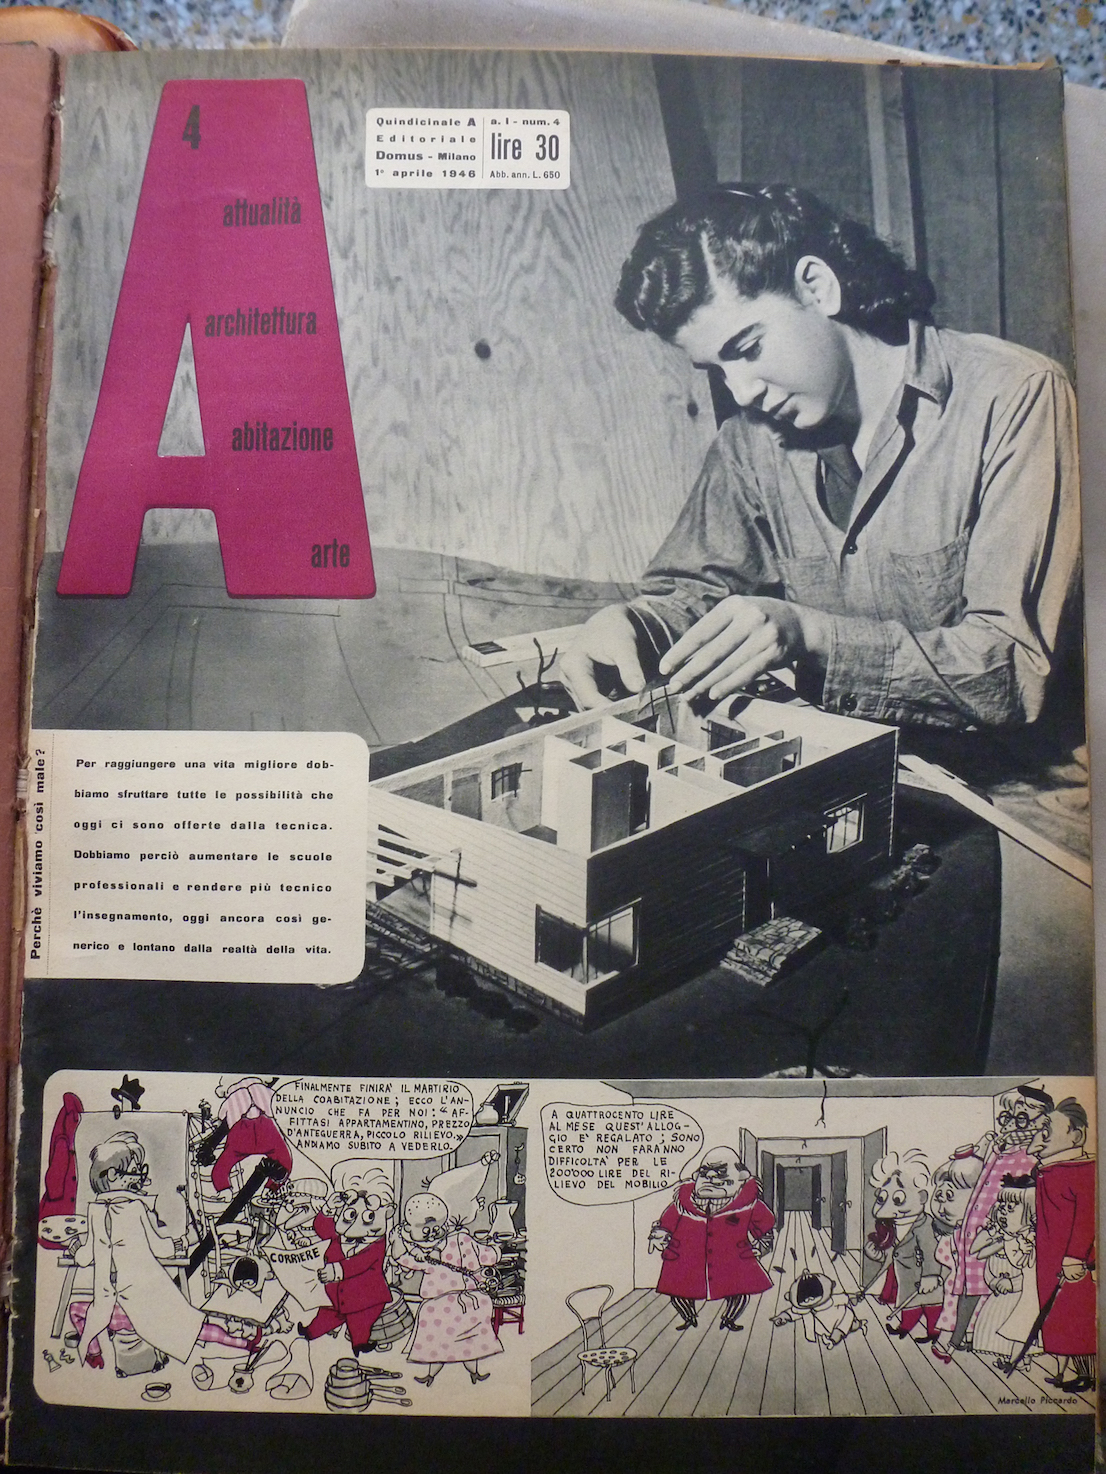 A
4
attualità
architettura
abitazione
arte
Quindicinale A
Editoriale
Domus - Milano
1° aprile 1946
a. I - num. 4
lire 30
Abb. ann. L. 650
Perchè viviamo così male?
Per raggiungere una vita migliore dob-
biamo sfruttare tutte le possibilità che
oggi ci sono offerte dalla tecnica.
Dobbiamo perciò aumentare le scuole
professionali e rendere più tecnico
l'insegnamento, oggi ancora così ge-
nerico e lontano dalla realtà della vita.
FINALMENTE FINIRA' IL MARTIRIO
DELLA COABITAZIONE; ECCO L'AN-
NUNCIO CHE FA PER NOI: "AF-
FITTASI APPARTAMENTINO, PREZZO
D'ANTEGUERRA, PICCOLO RILIEVO.»
ANDIAMO SUBITO A VEDERLO.
CORRIERE
A QUATTROCENTO LIRE
AL MESE QUEST'ALLOG-
GIO E' REGALATO; SONO
CERTO NON FARANNO
DIFFICOLTA' PER LE
200000 LIRE DEL RI-
LIEVO DEL MOBILIO
Marcello Piccardo